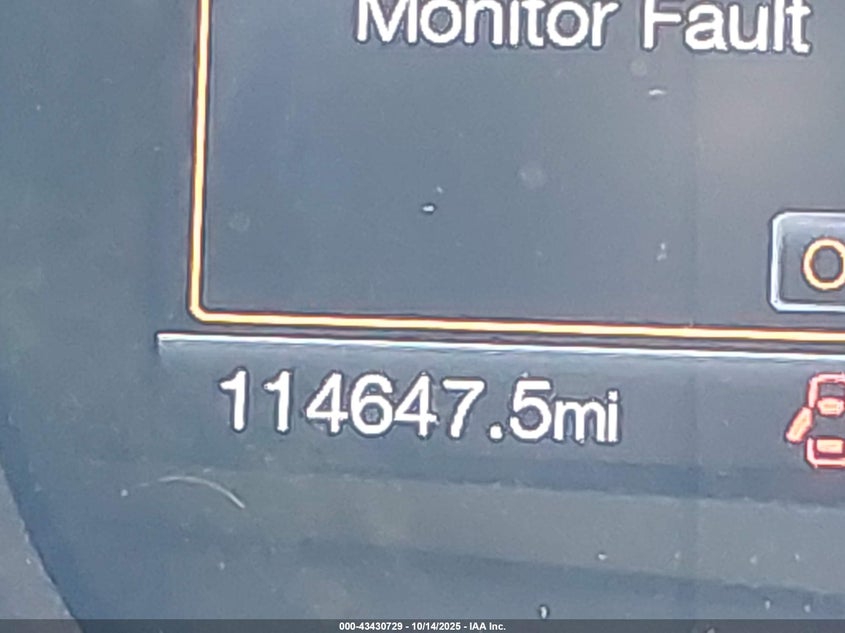 Monitor Fault
114647.5mi
000-43430729 - 10/14/2025 - IAA Inc.